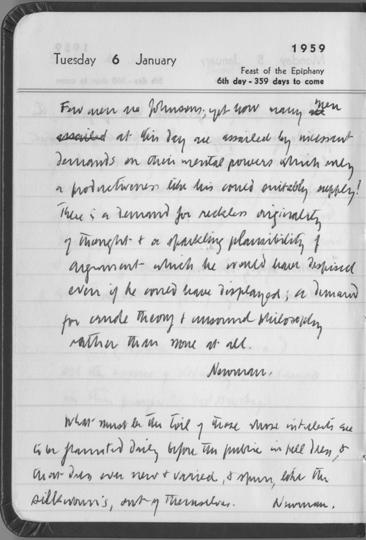 1959
Tuesday 6 January
Feast of the Epiphany
6th day - 359 days to come
Few men are Johnsons; yet how many men
assailed at this day are assailed by incessant
demands on their mental powers which only
a productiveness like his could suitably supply!
There is a demand for reckless originality
of thought & a sparkling plausibility of
argument which he would have despised
even if he could have displayed; a demand
for crude theory & unsound philosophy
rather than none at all.
Newman.
What must be the toil of those whose intellects are
to be flaunted daily before the public in full dress, &
that dress ever new & varied, & spun, like the
silkworm's, out of themselves. Newman.